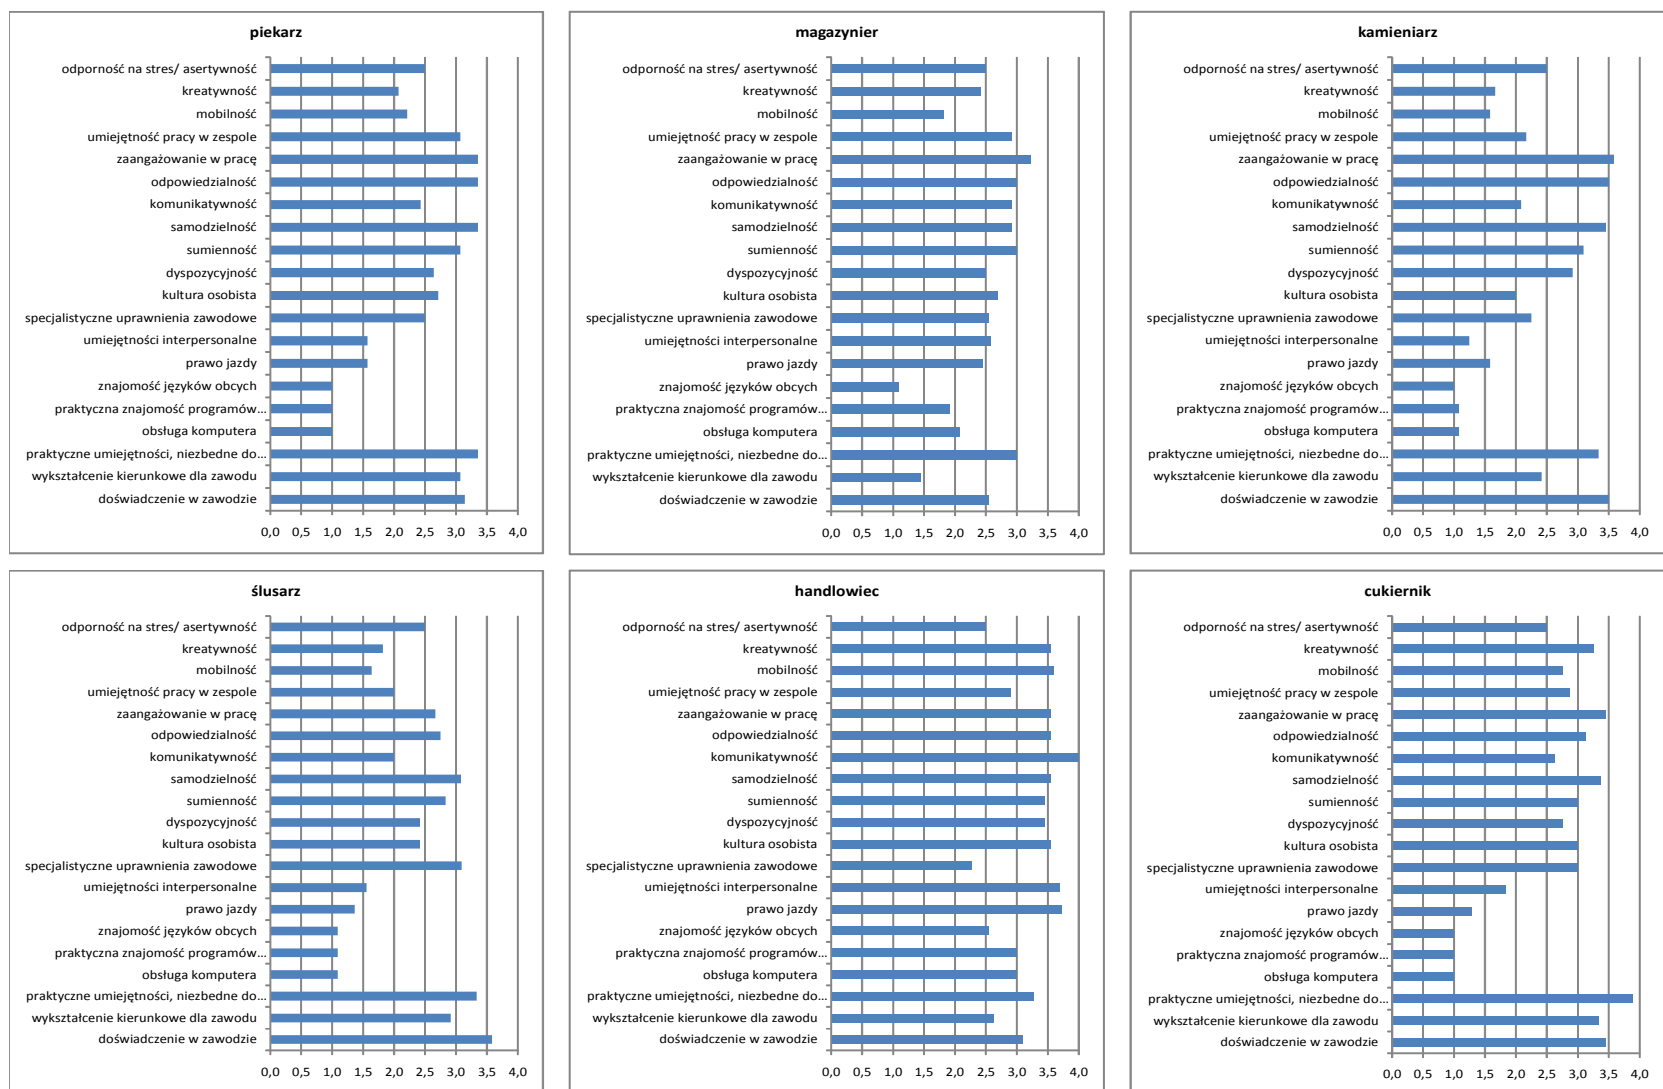 piekarz
odporność na stres/ asertywność
kreatywność
mobilność
umiejętność pracy w zespole
zaangażowanie w pracę
odpowiedzialność
komunikatywność
samodzielność
sumienność
dyspozycyjność
kultura osobista
specjalistyczne uprawnienia zawodowe
umiejętności interpersonalne
prawo jazdy
znajomość języków obcych
praktyczna znajomość programów...
obsługa komputera
praktyczne umiejętności, niezbedne do...
wykształcenie kierunkowe dla zawodu
doświadczenie w zawodzie
0,0 0,5 1,0 1,5 2,0 2,5 3,0 3,5 4,0
magazynier
odporność na stres/ asertywność
kreatywność
mobilność
umiejętność pracy w zespole
zaangażowanie w pracę
odpowiedzialność
komunikatywność
samodzielność
sumienność
dyspozycyjność
kultura osobista
specjalistyczne uprawnienia zawodowe
umiejętności interpersonalne
prawo jazdy
znajomość języków obcych
praktyczna znajomość programów...
obsługa komputera
praktyczne umiejętności, niezbedne do...
wykształcenie kierunkowe dla zawodu
doświadczenie w zawodzie
0,0 0,5 1,0 1,5 2,0 2,5 3,0 3,5 4,0
kamieniarz
odporność na stres/ asertywność
kreatywność
mobilność
umiejętność pracy w zespole
zaangażowanie w pracę
odpowiedzialność
komunikatywność
samodzielność
sumienność
dyspozycyjność
kultura osobista
specjalistyczne uprawnienia zawodowe
umiejętności interpersonalne
prawo jazdy
znajomość języków obcych
praktyczna znajomość programów...
obsługa komputera
praktyczne umiejętności, niezbedne do...
wykształcenie kierunkowe dla zawodu
doświadczenie w zawodzie
0,0 0,5 1,0 1,5 2,0 2,5 3,0 3,5 4,0
ślusarz
odporność na stres/ asertywność
kreatywność
mobilność
umiejętność pracy w zespole
zaangażowanie w pracę
odpowiedzialność
komunikatywność
samodzielność
sumienność
dyspozycyjność
kultura osobista
specjalistyczne uprawnienia zawodowe
umiejętności interpersonalne
prawo jazdy
znajomość języków obcych
praktyczna znajomość programów...
obsługa komputera
praktyczne umiejętności, niezbedne do...
wykształcenie kierunkowe dla zawodu
doświadczenie w zawodzie
0,0 0,5 1,0 1,5 2,0 2,5 3,0 3,5 4,0
handlowiec
odporność na stres/ asertywność
kreatywność
mobilność
umiejętność pracy w zespole
zaangażowanie w pracę
odpowiedzialność
komunikatywność
samodzielność
sumienność
dyspozycyjność
kultura osobista
specjalistyczne uprawnienia zawodowe
umiejętności interpersonalne
prawo jazdy
znajomość języków obcych
praktyczna znajomość programów...
obsługa komputera
praktyczne umiejętności, niezbedne do...
wykształcenie kierunkowe dla zawodu
doświadczenie w zawodzie
0,0 0,5 1,0 1,5 2,0 2,5 3,0 3,5 4,0
cukiernik
odporność na stres/ asertywność
kreatywność
mobilność
umiejętność pracy w zespole
zaangażowanie w pracę
odpowiedzialność
komunikatywność
samodzielność
sumienność
dyspozycyjność
kultura osobista
specjalistyczne uprawnienia zawodowe
umiejętności interpersonalne
prawo jazdy
znajomość języków obcych
praktyczna znajomość programów...
obsługa komputera
praktyczne umiejętności, niezbedne do...
wykształcenie kierunkowe dla zawodu
doświadczenie w zawodzie
0,0 0,5 1,0 1,5 2,0 2,5 3,0 3,5 4,0